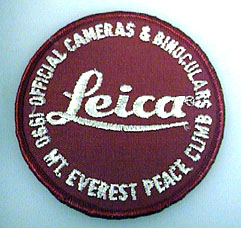 OFFICIAL CAMERAS & BINOCULARS
Leica®
1990 MT. EVEREST PEACE CLIMB